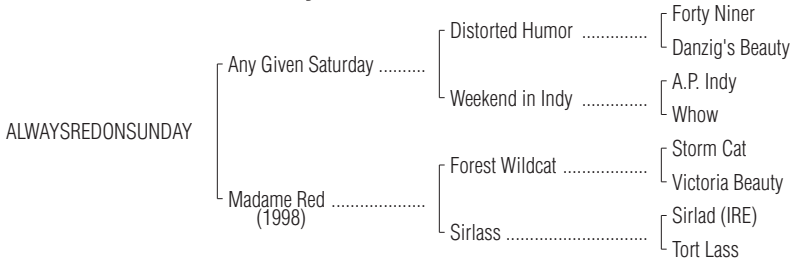 Forty Niner
Distorted Humor ..............
Danzig's Beauty
Any Given Saturday ..........
A.P. Indy
Weekend in Indy ..............
Whow
ALWAYSREDONSUNDAY
Storm Cat
Forest Wildcat ..................
Victoria Beauty
Madame Red ....................
(1998)
Sirlad (IRE)
Sirlass ..............................
Tort Lass